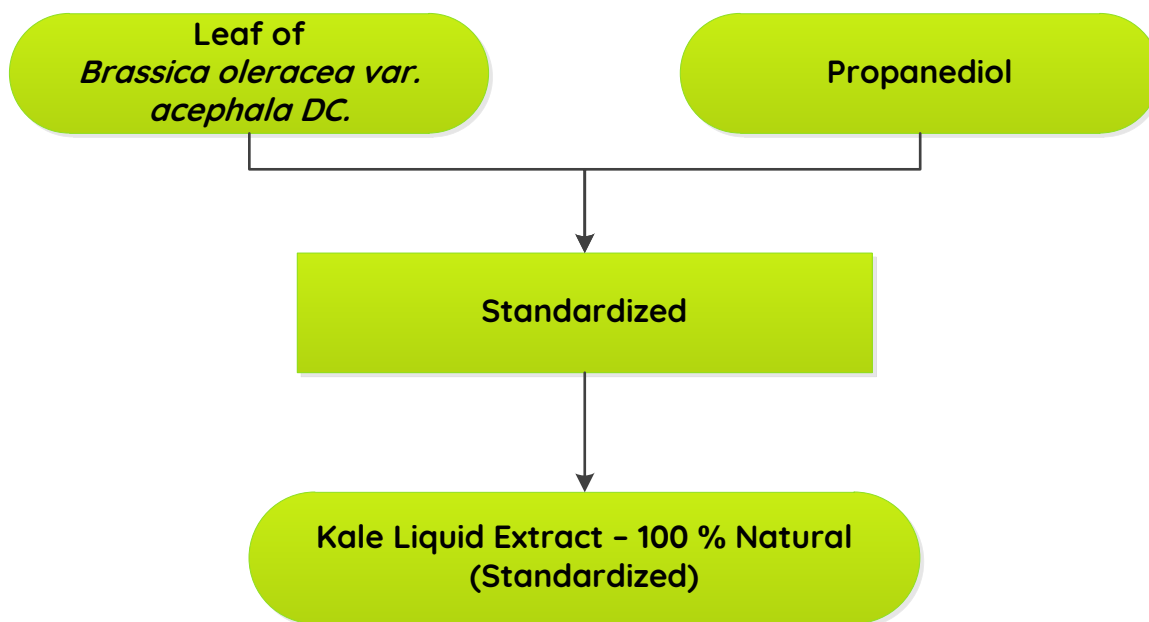 Leaf of
Brassica oleracea var.
acephala DC.
Propanediol
Standardized
Kale Liquid Extract – 100 % Natural
(Standardized)